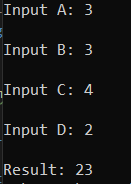 Input A: 3
Input B: 3
Input C: 4
Input D: 2
Result: 23